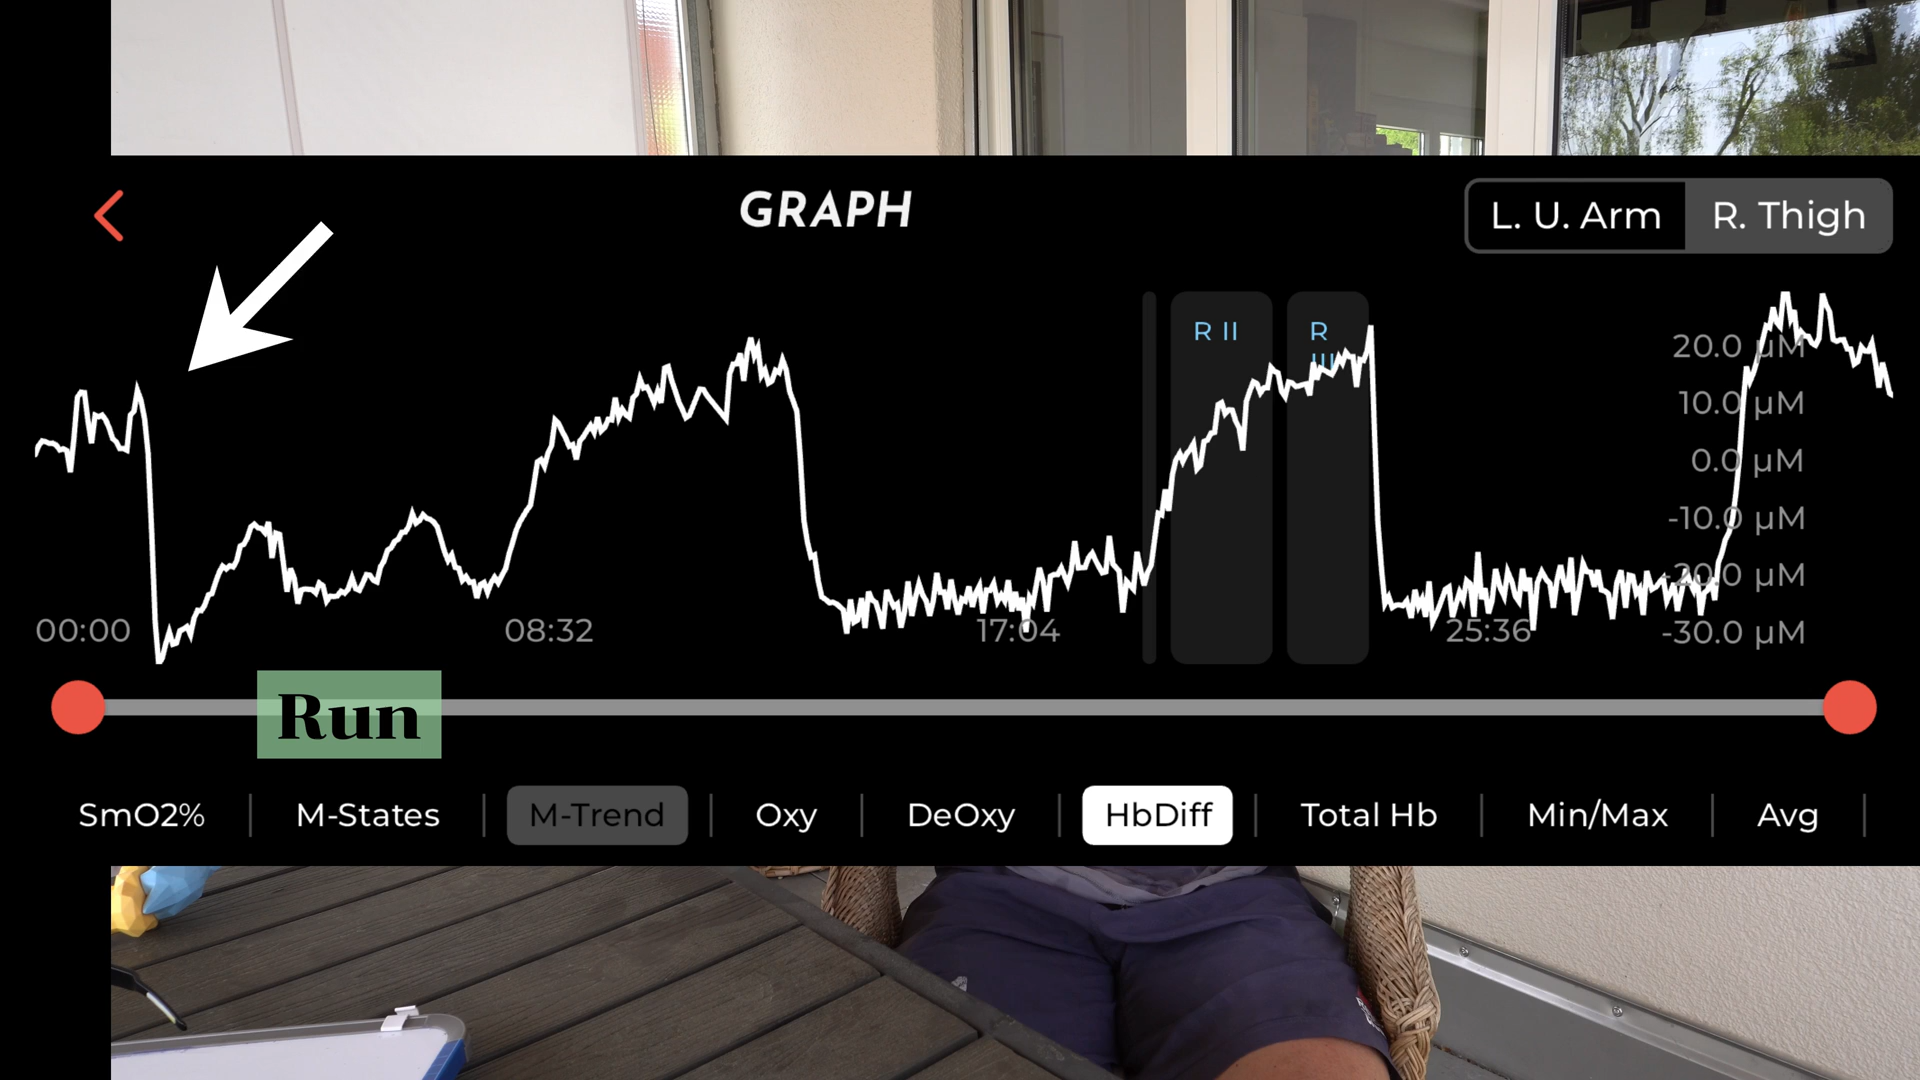 GRAPH
L. U. Arm
R. Thigh
R II
R
III
20.0 µM
10.0 µM
0.0 µM
-10.0 µM
-20.0 µM
-30.0 µM
00:00
08:32
17:04
25:36
Run
SmO2%
M-States
M-Trend
Oxy
DeOxy
HbDiff
Total Hb
Min/Max
Avg